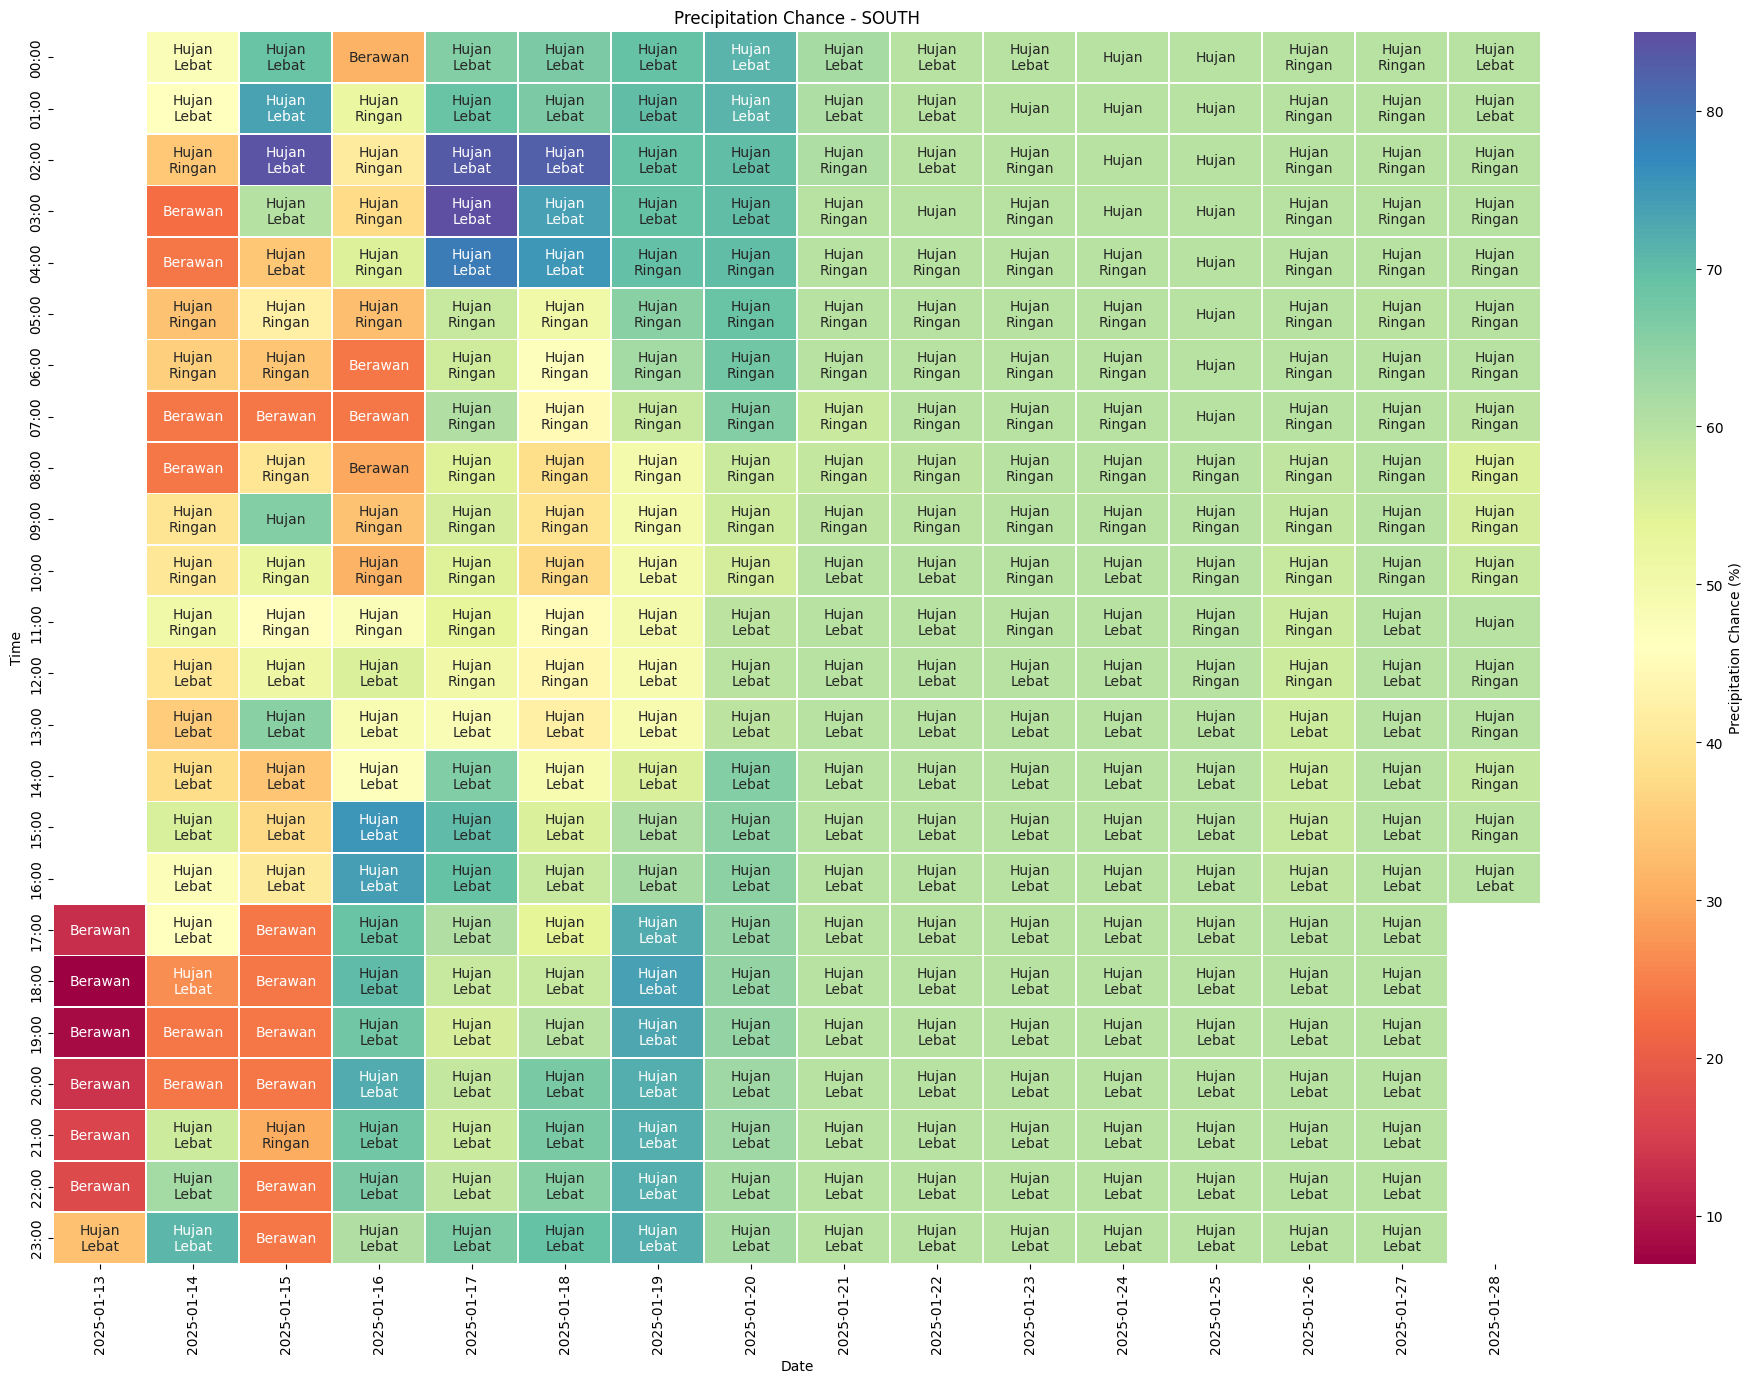 Precipitation Chance - SOUTH
Time
00:00 Hujan Lebat Hujan Lebat Berawan Hujan Lebat Hujan Lebat Hujan Lebat Hujan Lebat Hujan Lebat Hujan Lebat Hujan Lebat Hujan Hujan Hujan Ringan Hujan Ringan Hujan Lebat
01:00 Hujan Lebat Hujan Lebat Hujan Ringan Hujan Lebat Hujan Lebat Hujan Lebat Hujan Lebat Hujan Lebat Hujan Lebat Hujan Hujan Hujan Hujan Ringan Hujan Ringan Hujan Lebat
02:00 Hujan Ringan Hujan Lebat Hujan Ringan Hujan Lebat Hujan Lebat Hujan Lebat Hujan Lebat Hujan Ringan Hujan Lebat Hujan Ringan Hujan Hujan Hujan Ringan Hujan Ringan Hujan Ringan
03:00 Berawan Hujan Lebat Hujan Ringan Hujan Lebat Hujan Lebat Hujan Lebat Hujan Lebat Hujan Ringan Hujan Hujan Ringan Hujan Hujan Hujan Ringan Hujan Ringan Hujan Ringan
04:00 Berawan Hujan Lebat Hujan Ringan Hujan Lebat Hujan Lebat Hujan Ringan Hujan Ringan Hujan Ringan Hujan Ringan Hujan Ringan Hujan Ringan Hujan Hujan Ringan Hujan Ringan Hujan Ringan
05:00 Hujan Ringan Hujan Ringan Hujan Ringan Hujan Ringan Hujan Ringan Hujan Ringan Hujan Ringan Hujan Ringan Hujan Ringan Hujan Ringan Hujan Ringan Hujan Hujan Ringan Hujan Ringan Hujan Ringan
06:00 Hujan Ringan Hujan Ringan Berawan Hujan Ringan Hujan Ringan Hujan Ringan Hujan Ringan Hujan Ringan Hujan Ringan Hujan Ringan Hujan Ringan Hujan Hujan Ringan Hujan Ringan Hujan Ringan
07:00 Berawan Berawan Berawan Hujan Ringan Hujan Ringan Hujan Ringan Hujan Ringan Hujan Ringan Hujan Ringan Hujan Ringan Hujan Ringan Hujan Hujan Ringan Hujan Ringan Hujan Ringan
08:00 Berawan Hujan Ringan Berawan Hujan Ringan Hujan Ringan Hujan Ringan Hujan Ringan Hujan Ringan Hujan Ringan Hujan Ringan Hujan Ringan Hujan Ringan Hujan Ringan Hujan Ringan Hujan Ringan
09:00 Hujan Ringan Hujan Hujan Ringan Hujan Ringan Hujan Ringan Hujan Ringan Hujan Ringan Hujan Ringan Hujan Ringan Hujan Ringan Hujan Ringan Hujan Ringan Hujan Ringan Hujan Ringan Hujan Ringan
10:00 Hujan Ringan Hujan Ringan Hujan Ringan Hujan Ringan Hujan Ringan Hujan Lebat Hujan Ringan Hujan Lebat Hujan Lebat Hujan Ringan Hujan Lebat Hujan Ringan Hujan Ringan Hujan Ringan Hujan Ringan
11:00 Hujan Ringan Hujan Ringan Hujan Ringan Hujan Ringan Hujan Ringan Hujan Lebat Hujan Lebat Hujan Lebat Hujan Lebat Hujan Ringan Hujan Lebat Hujan Ringan Hujan Ringan Hujan Lebat Hujan
12:00 Hujan Lebat Hujan Lebat Hujan Lebat Hujan Ringan Hujan Ringan Hujan Lebat Hujan Lebat Hujan Lebat Hujan Lebat Hujan Lebat Hujan Lebat Hujan Ringan Hujan Ringan Hujan Lebat Hujan Ringan
13:00 Hujan Lebat Hujan Lebat Hujan Lebat Hujan Lebat Hujan Lebat Hujan Lebat Hujan Lebat Hujan Lebat Hujan Lebat Hujan Lebat Hujan Lebat Hujan Lebat Hujan Lebat Hujan Lebat Hujan Ringan
14:00 Hujan Lebat Hujan Lebat Hujan Lebat Hujan Lebat Hujan Lebat Hujan Lebat Hujan Lebat Hujan Lebat Hujan Lebat Hujan Lebat Hujan Lebat Hujan Lebat Hujan Lebat Hujan Lebat Hujan Ringan
15:00 Hujan Lebat Hujan Lebat Hujan Lebat Hujan Lebat Hujan Lebat Hujan Lebat Hujan Lebat Hujan Lebat Hujan Lebat Hujan Lebat Hujan Lebat Hujan Lebat Hujan Lebat Hujan Lebat Hujan Ringan
16:00 Hujan Lebat Hujan Lebat Hujan Lebat Hujan Lebat Hujan Lebat Hujan Lebat Hujan Lebat Hujan Lebat Hujan Lebat Hujan Lebat Hujan Lebat Hujan Lebat Hujan Lebat Hujan Lebat Hujan Lebat
17:00 Berawan Hujan Lebat Berawan Hujan Lebat Hujan Lebat Hujan Lebat Hujan Lebat Hujan Lebat Hujan Lebat Hujan Lebat Hujan Lebat Hujan Lebat Hujan Lebat Hujan Lebat Hujan Lebat
18:00 Berawan Hujan Lebat Berawan Hujan Lebat Hujan Lebat Hujan Lebat Hujan Lebat Hujan Lebat Hujan Lebat Hujan Lebat Hujan Lebat Hujan Lebat Hujan Lebat Hujan Lebat Hujan Lebat
19:00 Berawan Berawan Berawan Hujan Lebat Hujan Lebat Hujan Lebat Hujan Lebat Hujan Lebat Hujan Lebat Hujan Lebat Hujan Lebat Hujan Lebat Hujan Lebat Hujan Lebat Hujan Lebat
20:00 Berawan Berawan Berawan Hujan Lebat Hujan Lebat Hujan Lebat Hujan Lebat Hujan Lebat Hujan Lebat Hujan Lebat Hujan Lebat Hujan Lebat Hujan Lebat Hujan Lebat Hujan Lebat
21:00 Berawan Hujan Lebat Hujan Ringan Hujan Lebat Hujan Lebat Hujan Lebat Hujan Lebat Hujan Lebat Hujan Lebat Hujan Lebat Hujan Lebat Hujan Lebat Hujan Lebat Hujan Lebat Hujan Lebat
22:00 Berawan Hujan Lebat Berawan Hujan Lebat Hujan Lebat Hujan Lebat Hujan Lebat Hujan Lebat Hujan Lebat Hujan Lebat Hujan Lebat Hujan Lebat Hujan Lebat Hujan Lebat Hujan Lebat
23:00 Hujan Lebat Hujan Lebat Berawan Hujan Lebat Hujan Lebat Hujan Lebat Hujan Lebat Hujan Lebat Hujan Lebat Hujan Lebat Hujan Lebat Hujan Lebat Hujan Lebat Hujan Lebat Hujan Lebat
2025-01-13 2025-01-14 2025-01-15 2025-01-16 2025-01-17 2025-01-18 2025-01-19 2025-01-20 2025-01-21 2025-01-22 2025-01-23 2025-01-24 2025-01-25 2025-01-26 2025-01-27 2025-01-28
Date
80
70
60
50
40
30
20
10
Precipitation Chance (%)